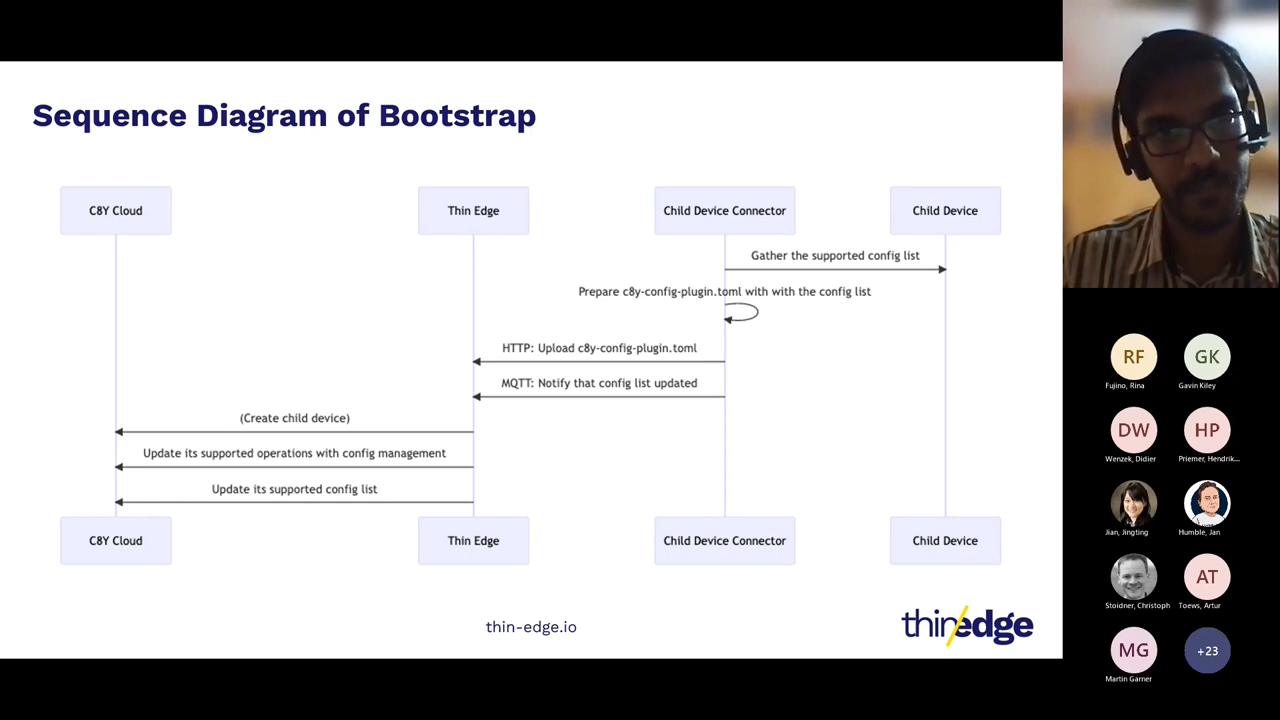 Sequence Diagram of Bootstrap
C8Y Cloud
Thin Edge
Child Device Connector
Child Device
Gather the supported config list
Prepare c8y-config-plugin.toml with with the config list
HTTP: Upload c8y-config-plugin.toml
MQTT: Notify that config list updated
(Create child device)
Update its supported operations with config management
Update its supported config list
C8Y Cloud
Thin Edge
Child Device Connector
Child Device
thin-edge.io
thin/edge
RF
Fujino, Rina
GK
Gavin Kiley
DW
Wenzek, Didier
HP
Priemer, Hendrik...
Jian, Jingting
Humble, Jan
Stoidner, Christoph
AT
Toews, Artur
MG
Martin Garner
+23